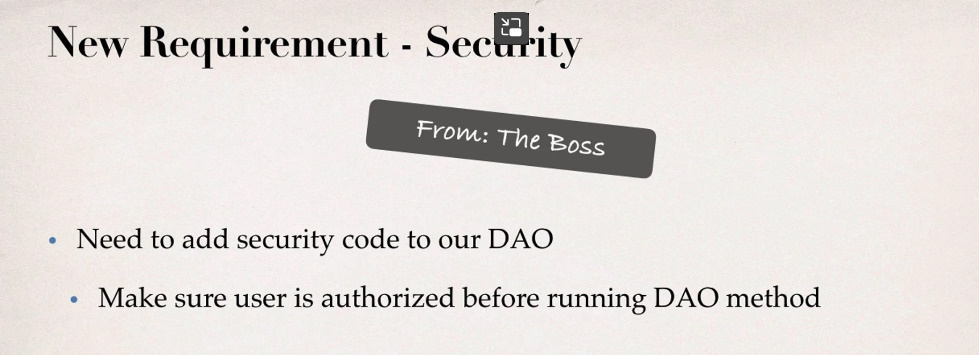 New Requirement - Security
From: The Boss
• Need to add security code to our DAO
• Make sure user is authorized before running DAO method